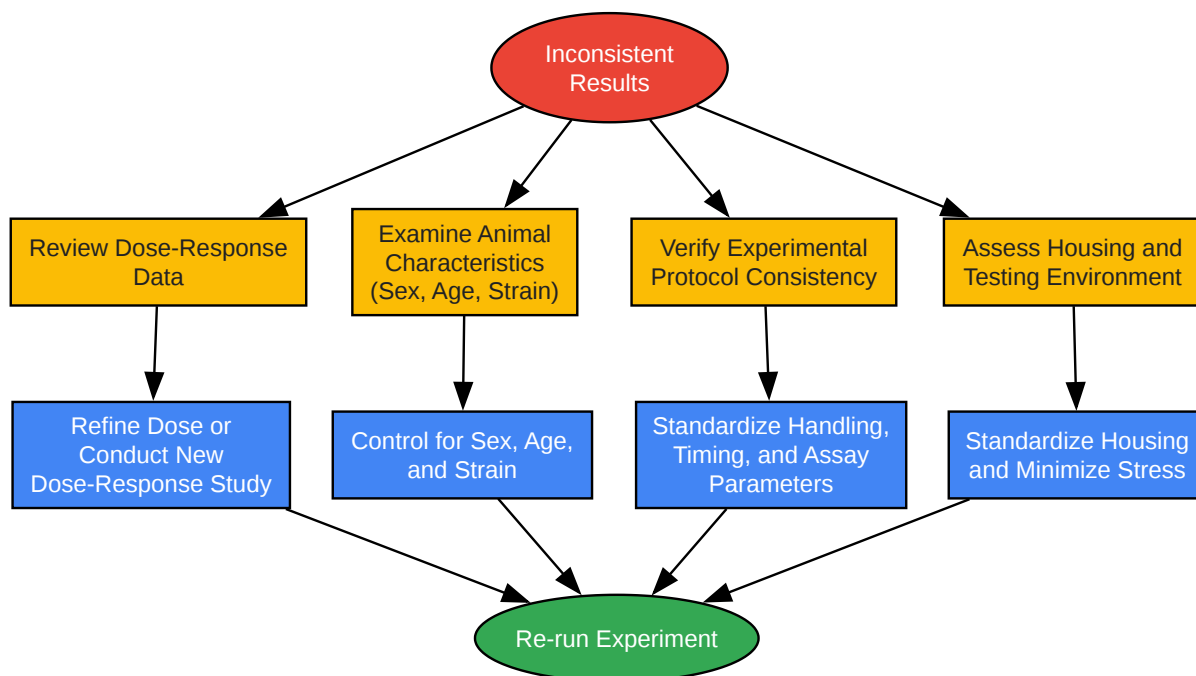 Inconsistent
Results
Review Dose-Response
Data
Examine Animal
Characteristics
(Sex, Age, Strain)
Verify Experimental
Protocol Consistency
Assess Housing and
Testing Environment
Refine Dose or
Conduct New
Dose-Response Study
Control for Sex, Age,
and Strain
Standardize Handling,
Timing, and Assay
Parameters
Standardize Housing
and Minimize Stress
Re-run Experiment